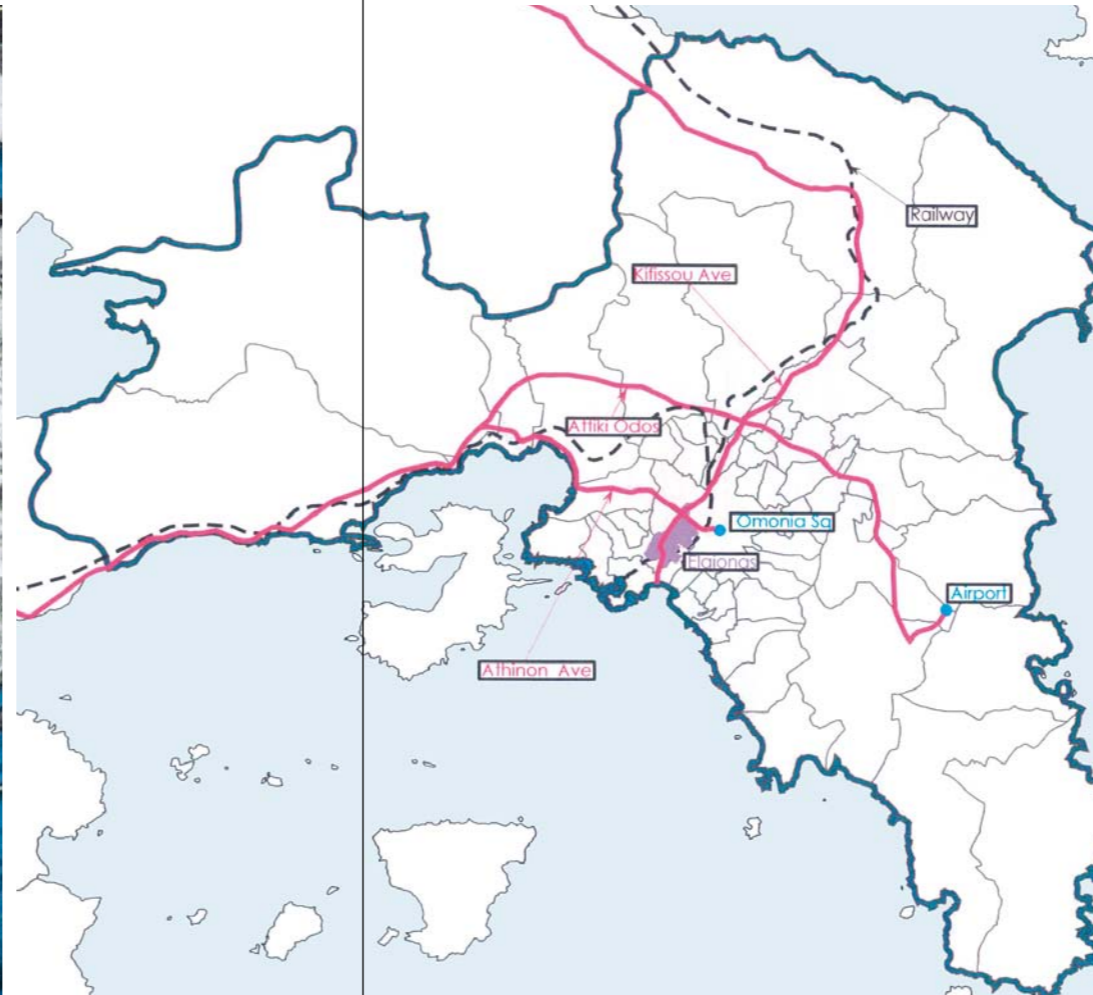 Railway
Kifissou Ave
Attiki Odos
Omonia Sq
Elaionas
Airport
Athinon Ave